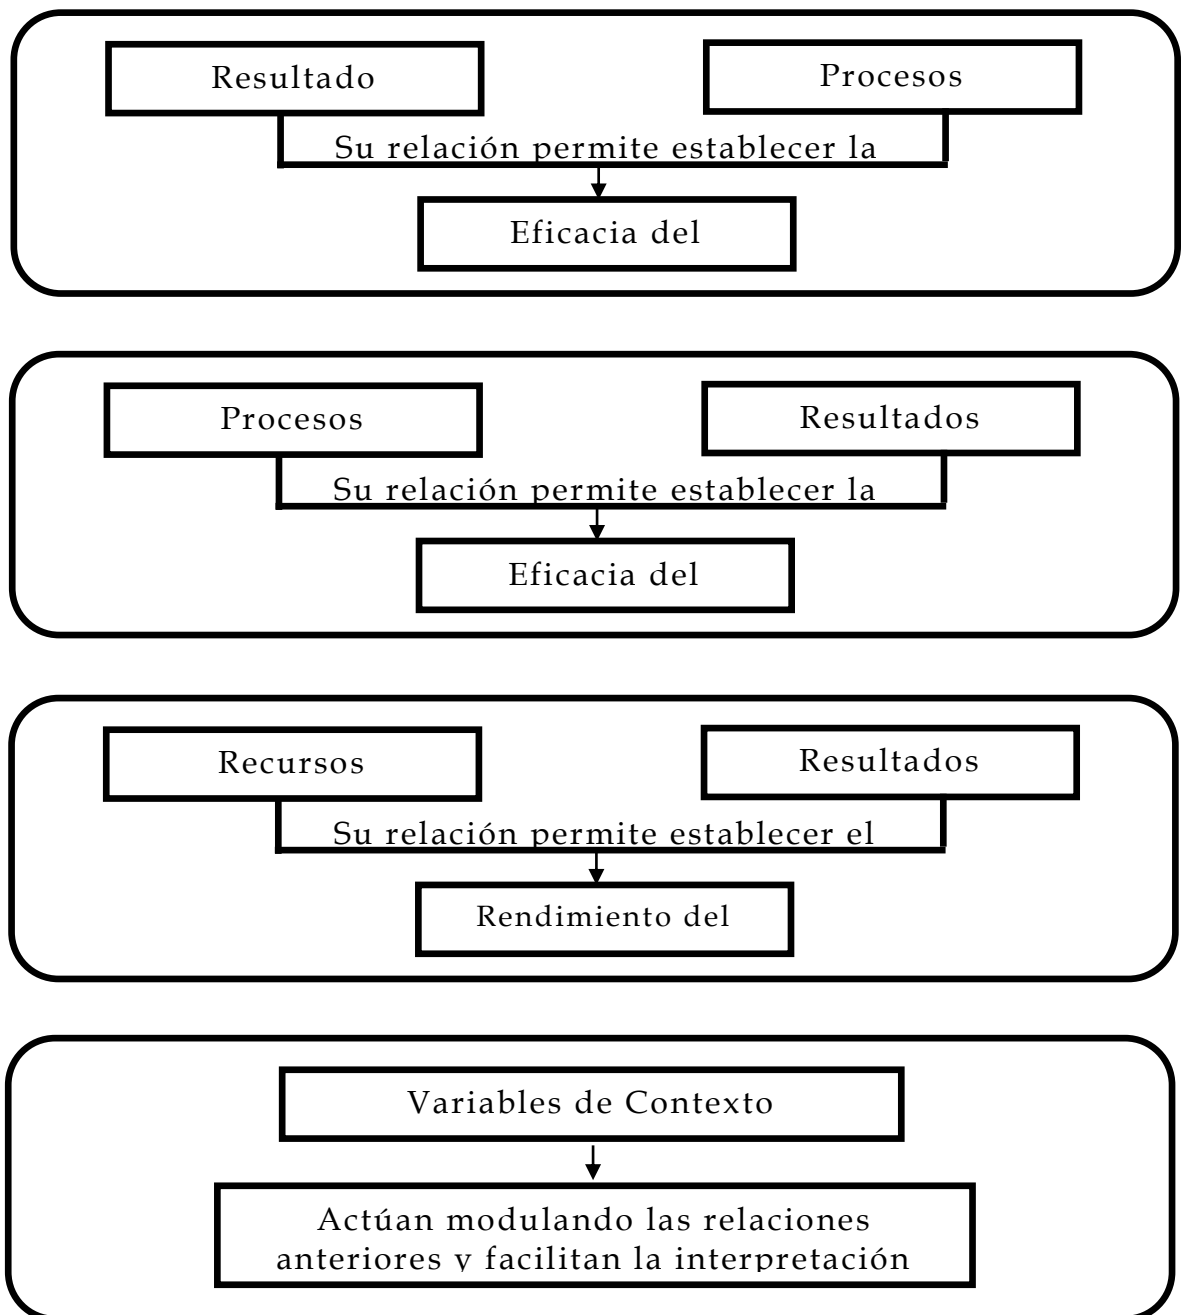 Resultado
Procesos
Su relación permite establecer la
Eficacia del
Procesos
Resultados
Su relación permite establecer la
Eficacia del
Recursos
Resultados
Su relación permite establecer el
Rendimiento del
Variables de Contexto
Actúan modulando las relaciones
anteriores y facilitan la interpretación